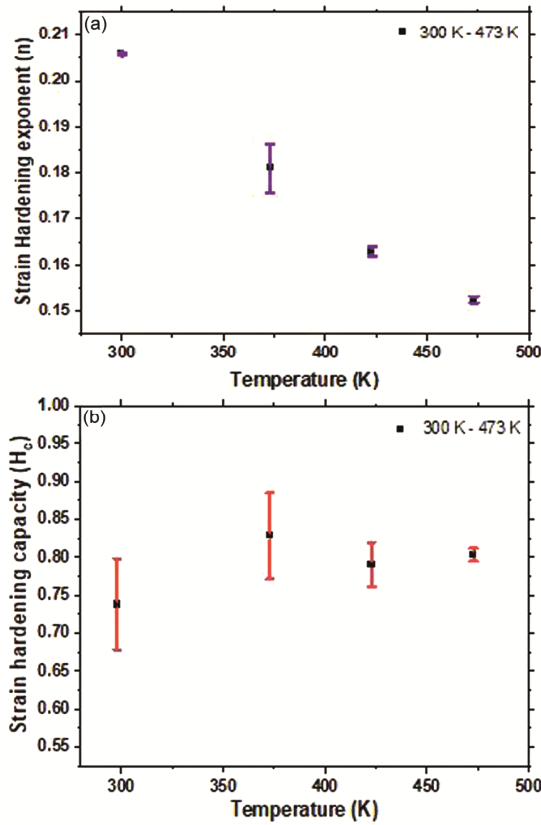 (a)
300 K - 473 K
0.21
0.20
0.19
0.18
0.17
0.16
0.15
Strain Hardening exponent (n)
300 350 400 450 500
Temperature (K)
(b)
300 K - 473 K
1.00
0.95
0.90
0.85
0.80
0.75
0.70
0.65
0.60
0.55
Strain hardening capacity (Hc)
300 350 400 450 500
Temperature (K)